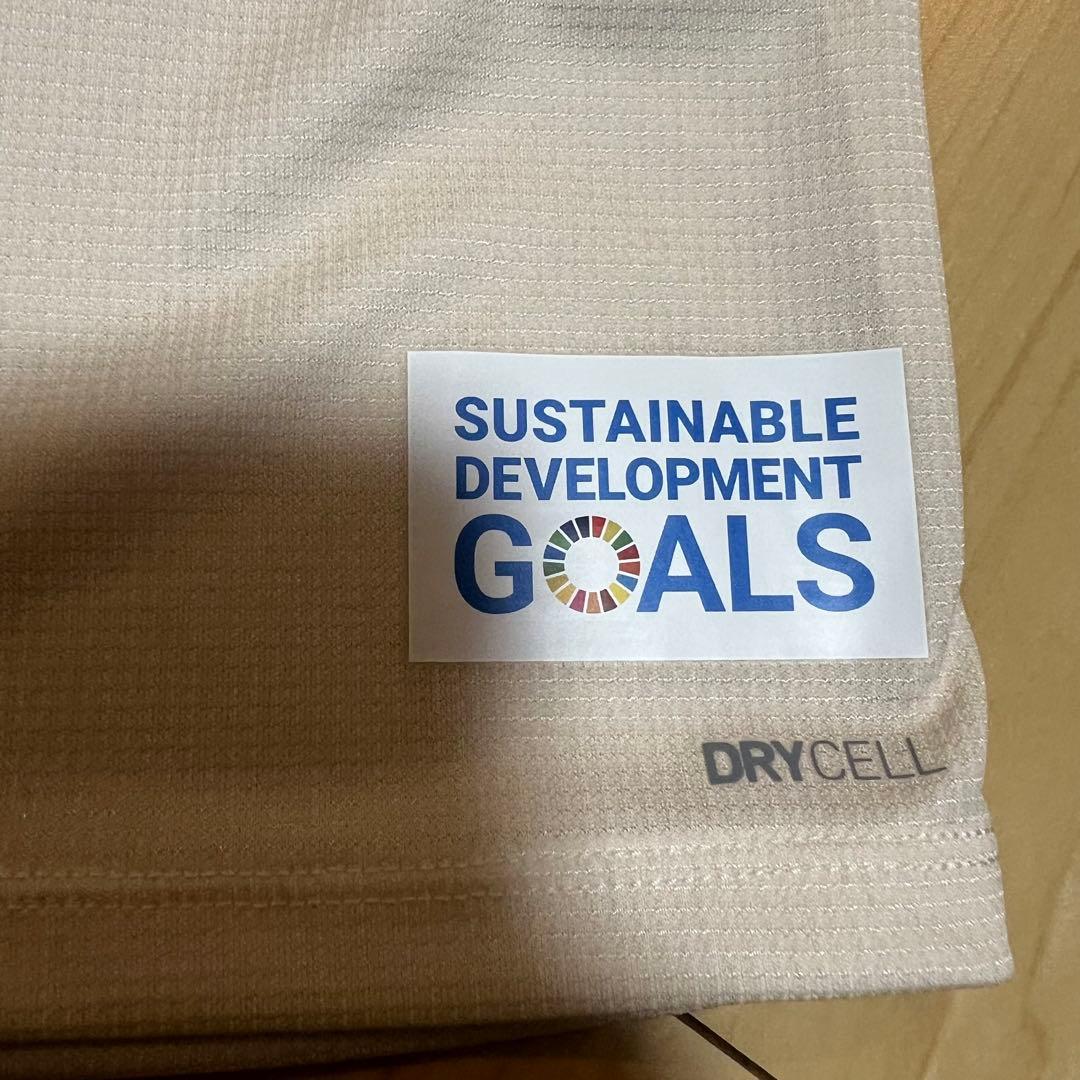 SUSTAINABLE
DEVELOPMENT
GOALS
DRYCELL